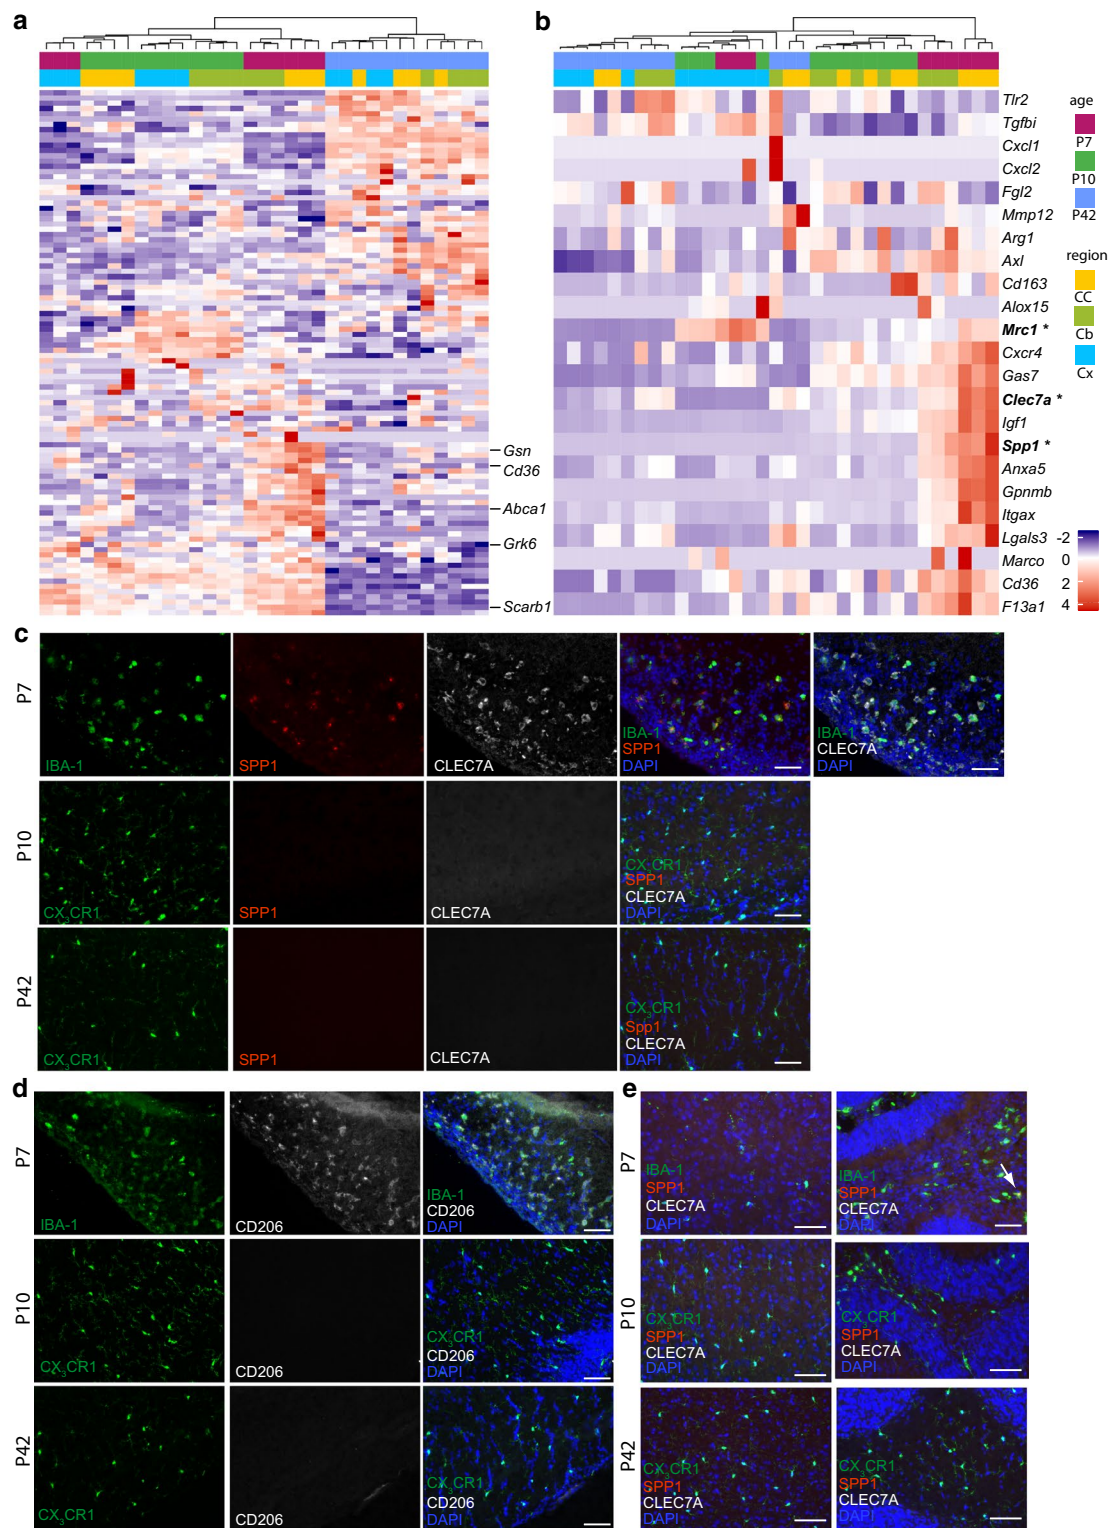 a
b
Gsn
Cd36
Abca1
Grk6
Scarb1
Tlr2
Tgfbi
Cxcl1
Cxcl2
Fgl2
Mmp12
Arg1
Axl
Cd163
Alox15
Mrc1 *
Cxcr4
Gas7
Clec7a *
Igf1
Spp1 *
Anxa5
Gpnmb
Itgax
Lgals3
Marco
Cd36
F13a1
age
P7
P10
P42
region
CC
Cb
Cx
-2
0
2
4
c
P7
IBA-1
SPP1
CLEC7A
IBA-1
SPP1
DAPI
IBA-1
CLEC7A
DAPI
P10
CX3CR1
SPP1
CLEC7A
CX3CR1
SPP1
CLEC7A
DAPI
P42
CX3CR1
SPP1
CLEC7A
CX3CR1
Spp1
CLEC7A
DAPI
d
P7
IBA-1
CD206
IBA-1
CD206
DAPI
P10
CX3CR1
CD206
CX3CR1
CD206
DAPI
P42
CX3CR1
CD206
CX3CR1
CD206
DAPI
e
P7
IBA-1
SPP1
CLEC7A
DAPI
IBA-1
SPP1
CLEC7A
DAPI
P10
CX3CR1
SPP1
CLEC7A
DAPI
CX3CR1
SPP1
CLEC7A
DAPI
P42
CX3CR1
SPP1
CLEC7A
DAPI
CX3CR1
SPP1
CLEC7A
DAPI